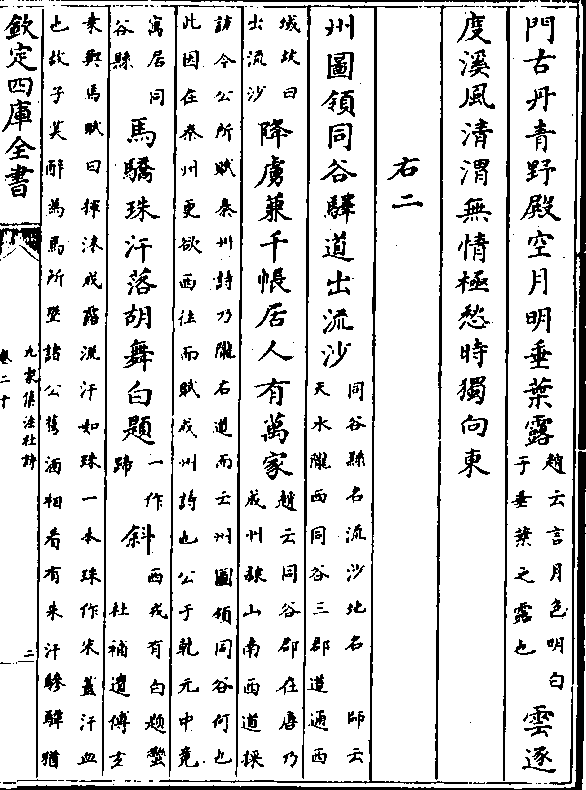 門古丹青野殿空月明垂葉露
趙云言月色明白
于垂葉之露也
雲逐
度溪風清渭無情極愁時獨向東
右二
州圖領同谷驛道出流沙
同谷縣名流沙地名 師云
天水隴西同谷三郡道通西
域故曰
出流沙
降虜兼千帳居人有萬家
趙云同谷郡在唐乃
成州隸山南西道採
訪今公所賦秦州詩乃隴右道而云州圖領同谷何也
此因在秦州更欲西往而賦成州詩也公于乾元中竟
寓居同
谷縣
馬驕珠汗落胡舞白題
一作
蹄
斜
西戎有白題蠻
杜補遺傅玄
乗輿馬賦曰揮沫成流汗如珠一本珠作朱蓋汗血
也故子美醉為馬所墜諸公携酒相看有朱汗驂驒猶
欽定四庫全書
九家集注杜詩
卷二十
二